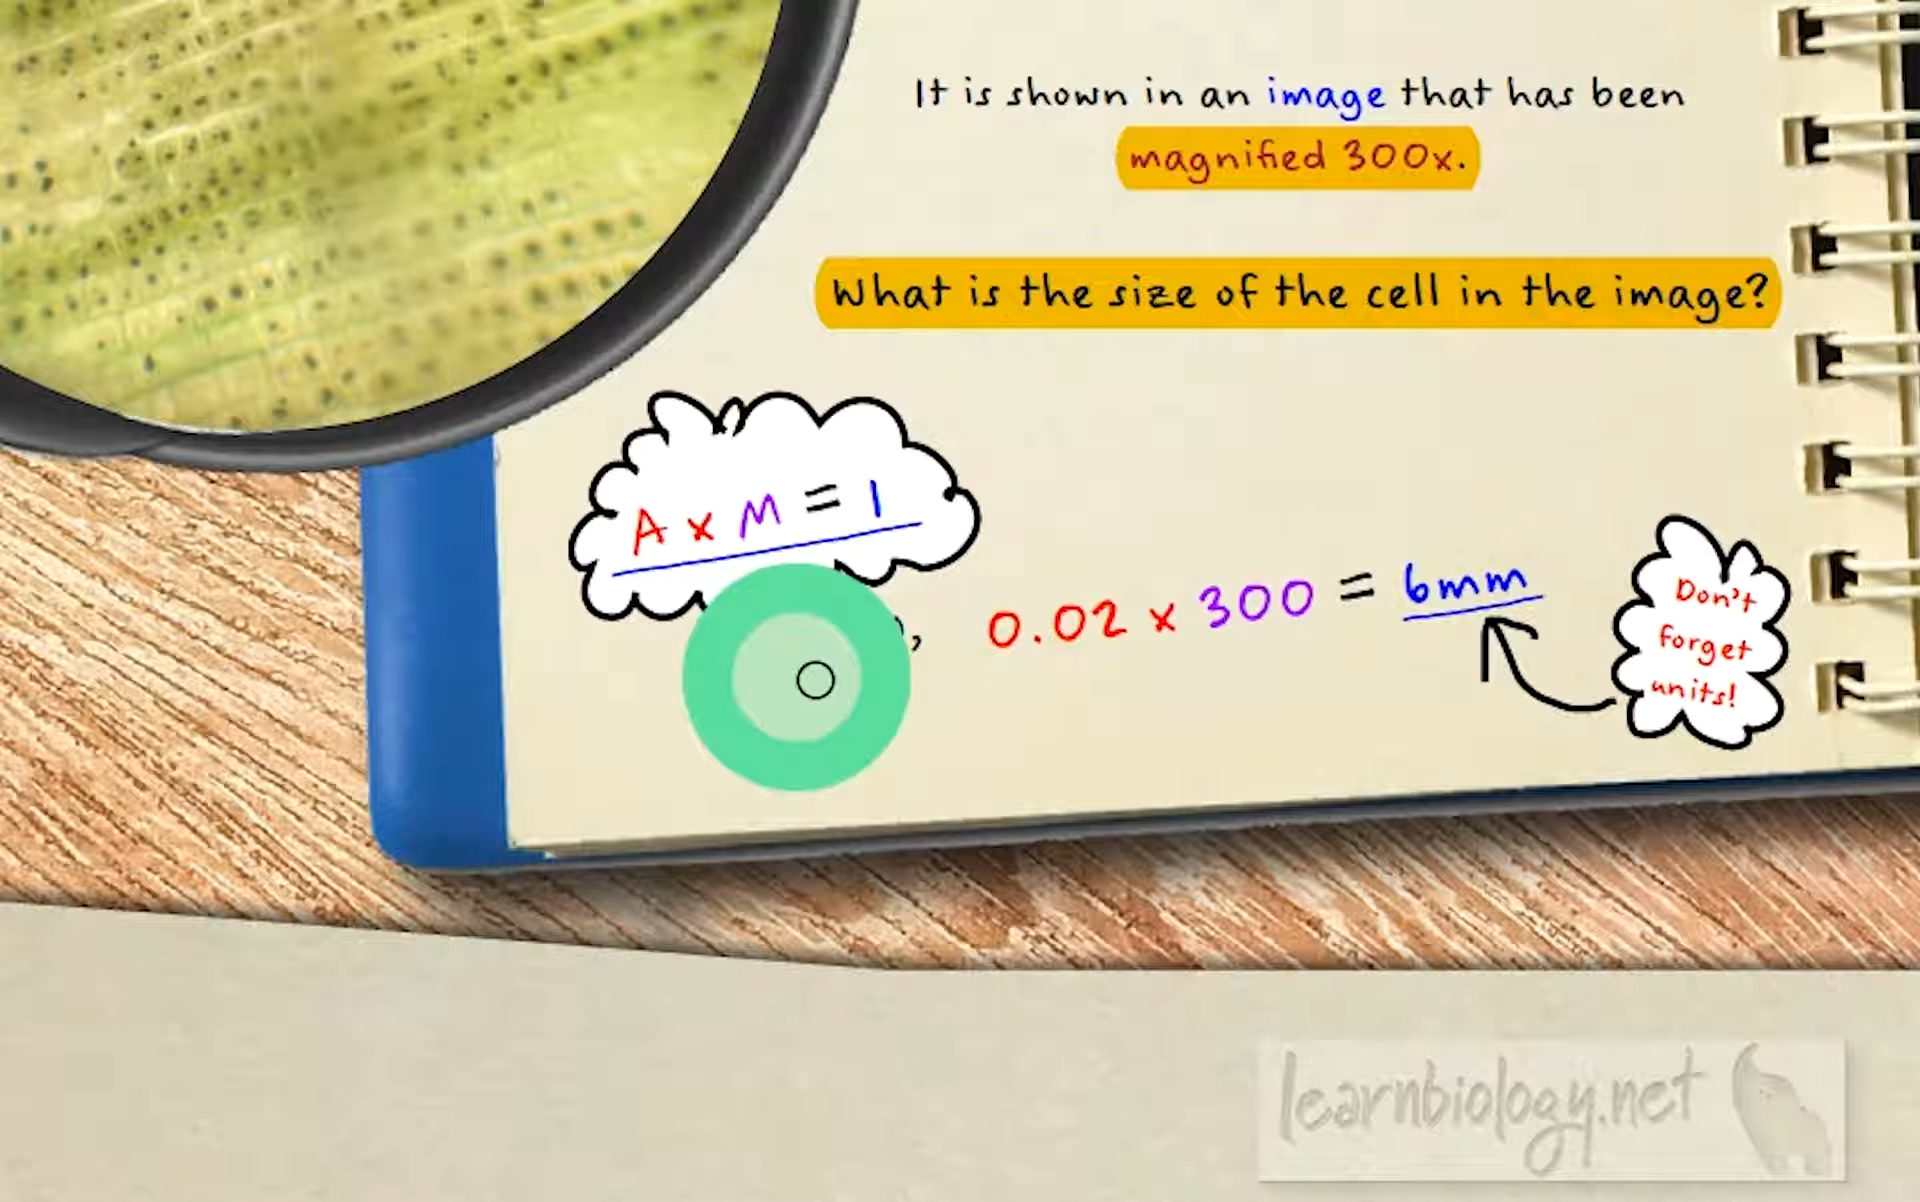 It is shown in an image that has been
magnified 300x.
What is the size of the cell in the image?
A x M = I
, 0.02 x 300 = 6mm
Don't
forget
units!
learnbiology.net